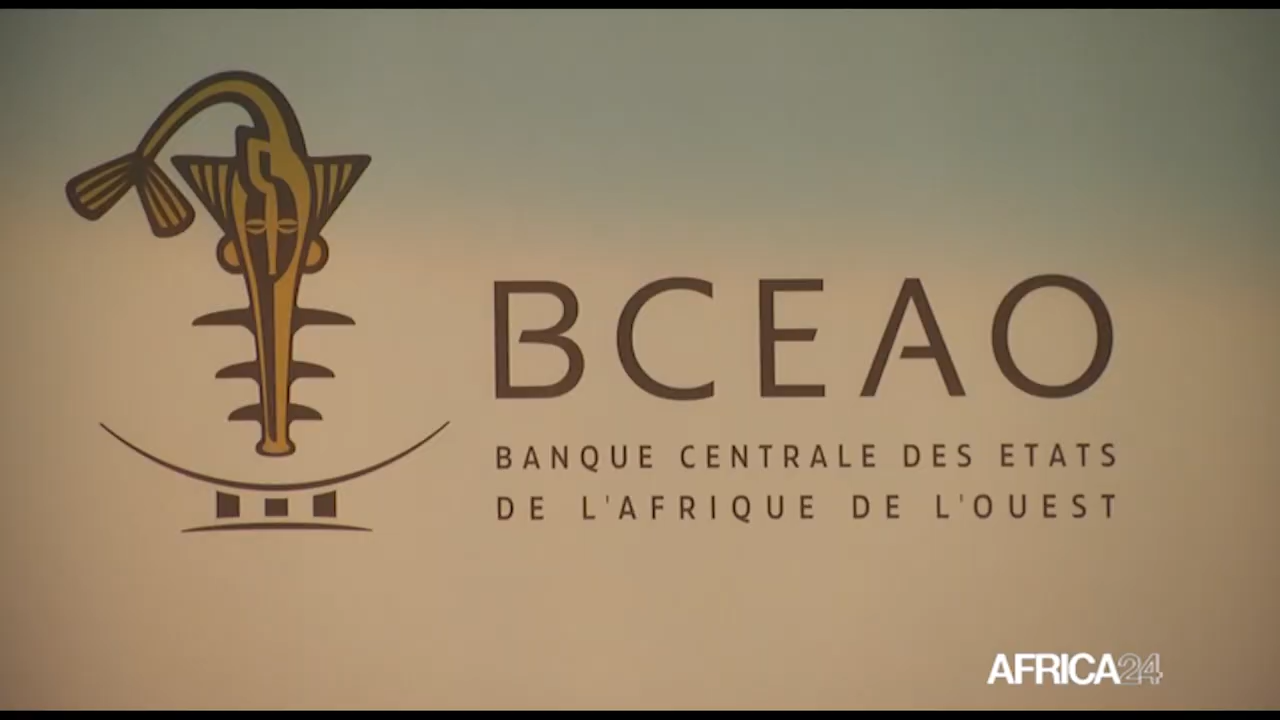 BCEAO
BANQUE CENTRALE DES ETATS
DE L'AFRIQUE DE L'OUEST
AFRICA24